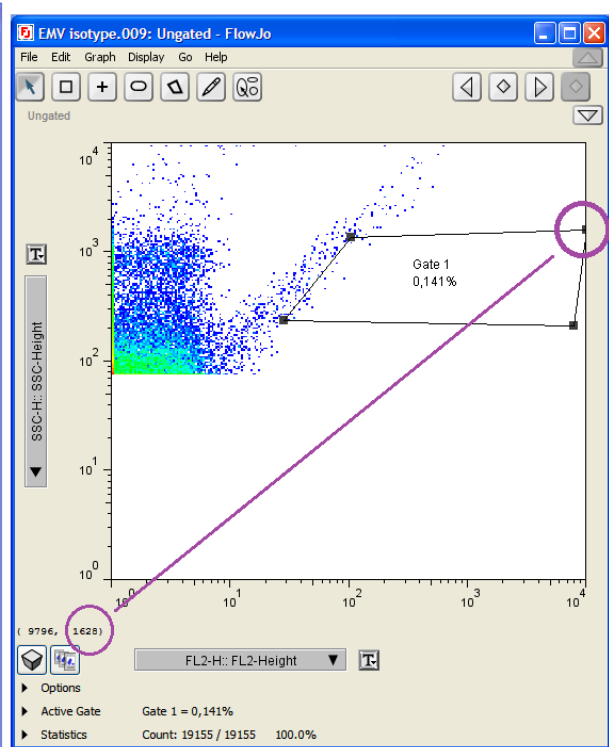 EMV isotype.009: Ungated - FlowJo
File Edit Graph Display Go Help
Ungated
10^4
10^3
10^2
10^1
10^0
SSC-H:: SSC-Height
T
Gate 1
0,141%
10^0 10^1 10^2 10^3 10^4
( 9796, 1628)
FL2-H:: FL2-Height T
Options
Active Gate Gate 1 = 0,141%
Statistics Count: 19155 / 19155 100.0%